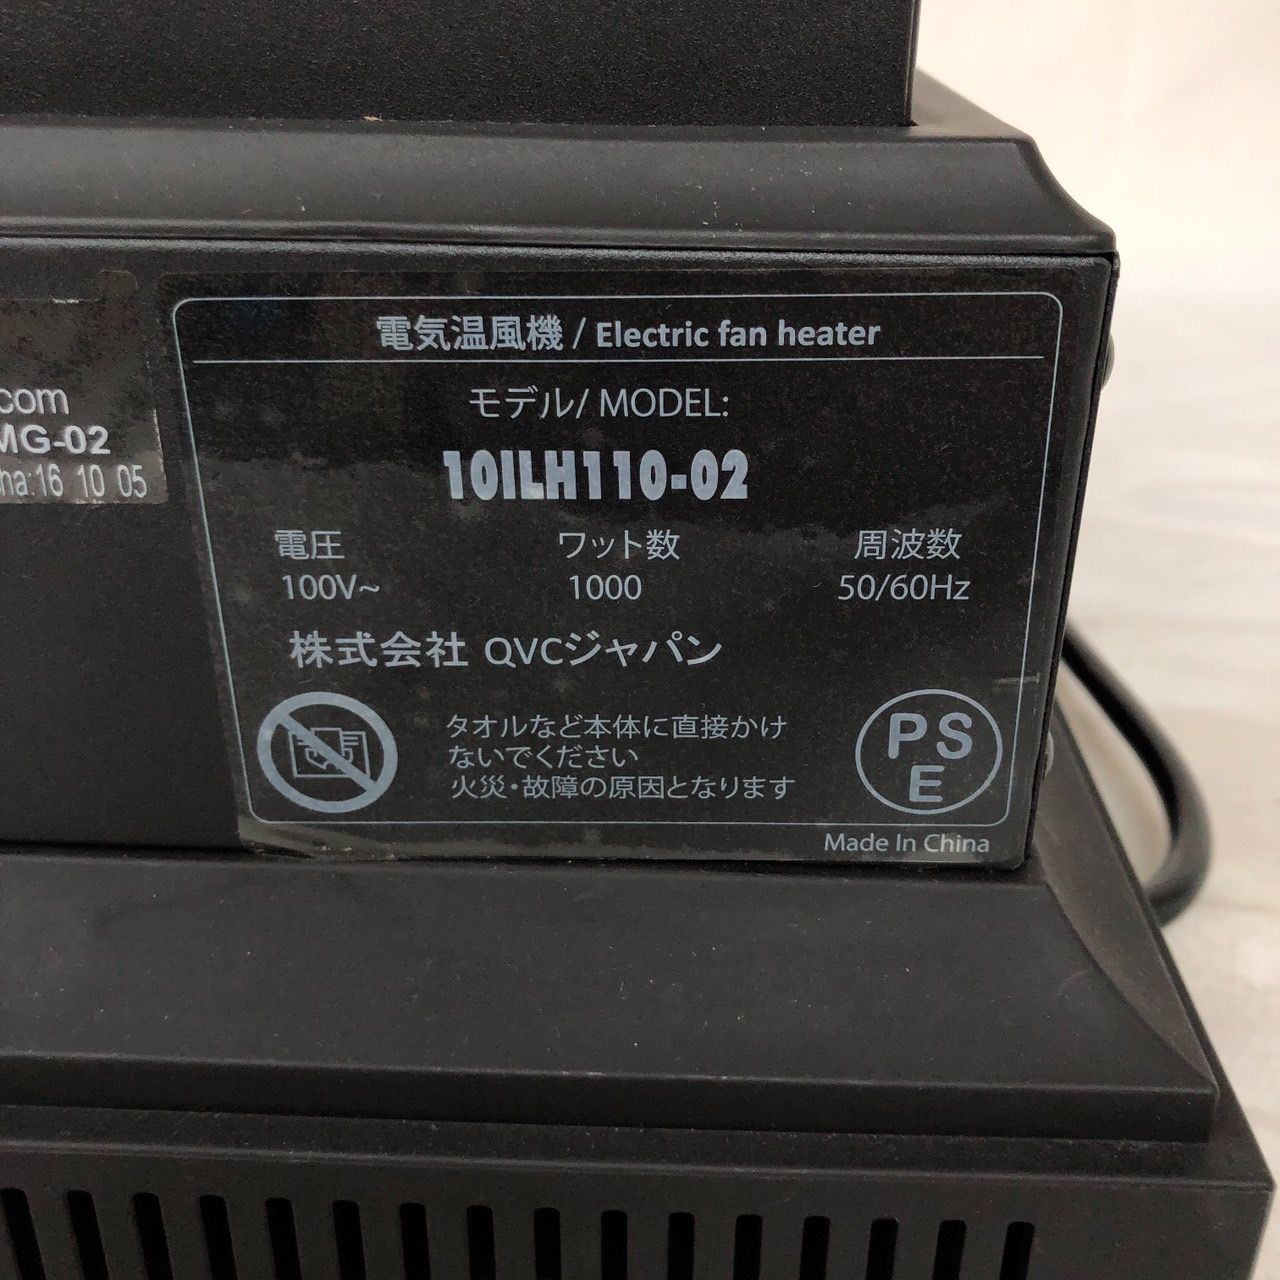 電気温風機 / Electric fan heater
モデル/ MODEL:
10ILH110-02
電圧 ワット数 周波数
100V~ 1000 50/60Hz
株式会社 QVCジャパン
タオルなど本体に直接かけ
ないでください
火災・故障の原因となります
PS
E
Made In China
com
MG-02
ha:16 10 05